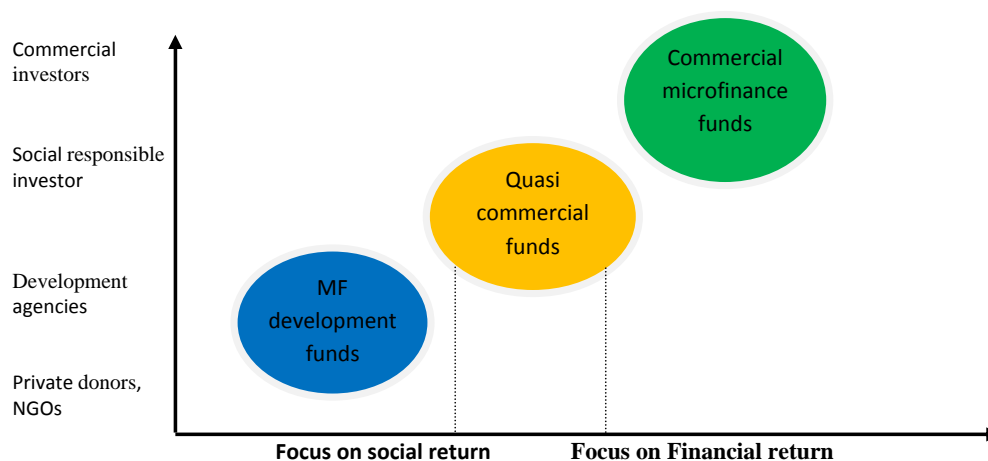 Commercial
investors
Commercial
microfinance
funds
Social responsible
investor
Quasi
commercial
funds
Development
agencies
MF
development
funds
Private donors,
NGOs
Focus on social return
Focus on Financial return